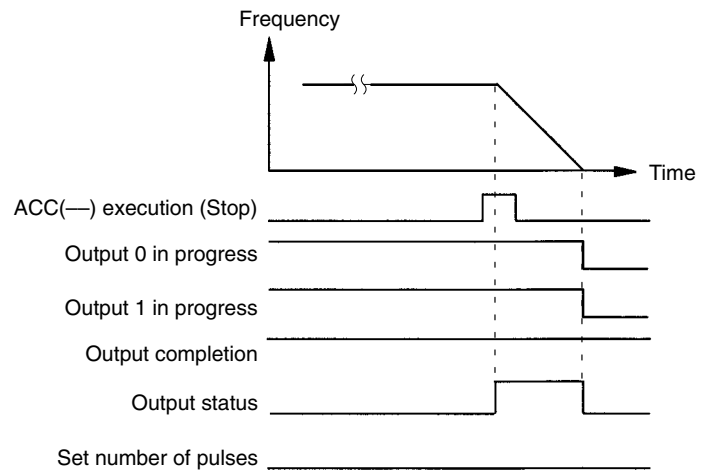 Frequency
Time
ACC(––) execution (Stop)
Output 0 in progress
Output 1 in progress
Output completion
Output status
Set number of pulses